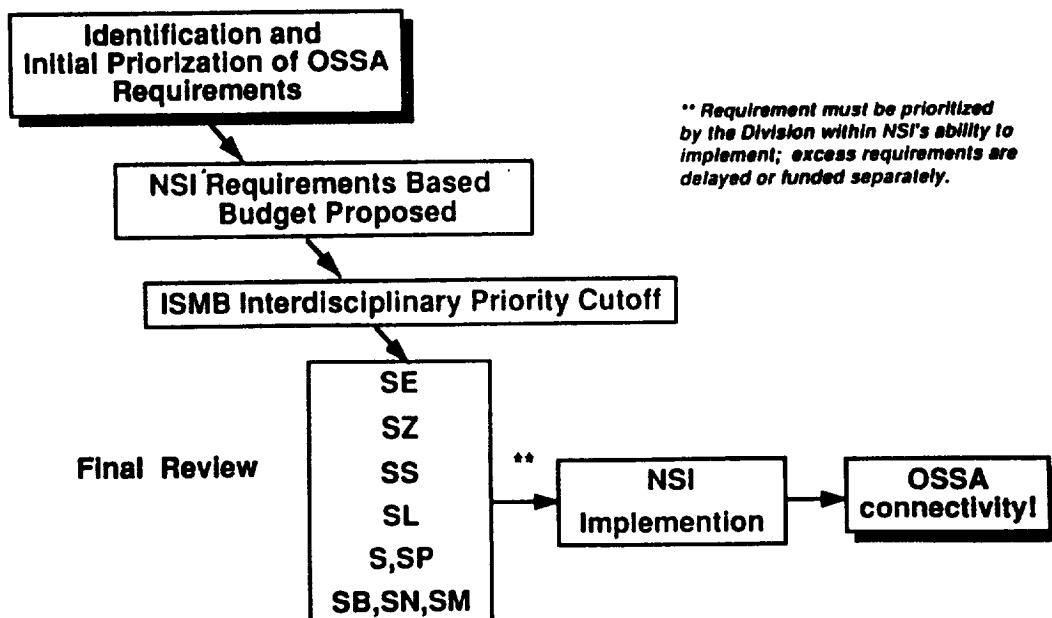 Identification and
Initial Priorization of OSSA
Requirements
** Requirement must be prioritized
by the Division within NSI's ability to
implement; excess requirements are
delayed or funded separately.
NSI Requirements Based
Budget Proposed
ISMB Interdisciplinary Priority Cutoff
SE
SZ
SS
SL
S,SP
SB,SN,SM
Final Review
**
NSI
Implemention
OSSA
connectivity!